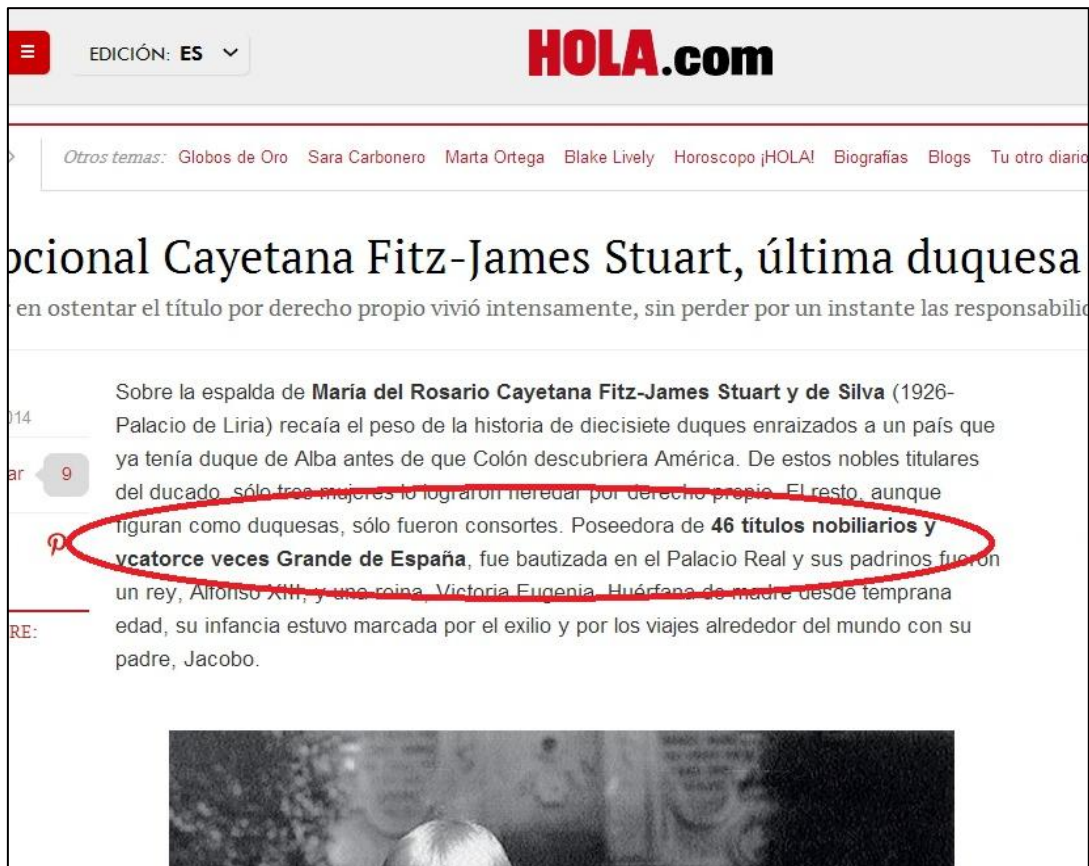 EDICIÓN: ES
HOLA.com
Otros temas: Globos de Oro Sara Carbonero Marta Ortega Blake Lively Horoscopo ¡HOLA! Biografías Blogs Tu otro diario
pcional Cayetana Fitz-James Stuart, última duquesa
en ostentar el título por derecho propio vivió intensamente, sin perder por un instante las responsabilid
Sobre la espalda de María del Rosario Cayetana Fitz-James Stuart y de Silva (1926-
014
Palacio de Liria) recaía el peso de la historia de diecisiete duques enraizados a un país que
ya tenía duque de Alba antes de que Colón descubriera América. De estos nobles titulares
ar 9
del ducado, sólo tres mujeres lo lograron heredar por derecho propio. El resto, aunque
figuran como duquesas, sólo fueron consortes. Poseedora de 46 títulos nobiliarios y
ycatorce veces Grande de España, fue bautizada en el Palacio Real y sus padrinos fueron
un rey, Alfonso XIII, y una reina, Victoria Eugenia. Huérfana de madre desde temprana
RE:
edad, su infancia estuvo marcada por el exilio y por los viajes alrededor del mundo con su
padre, Jacobo.